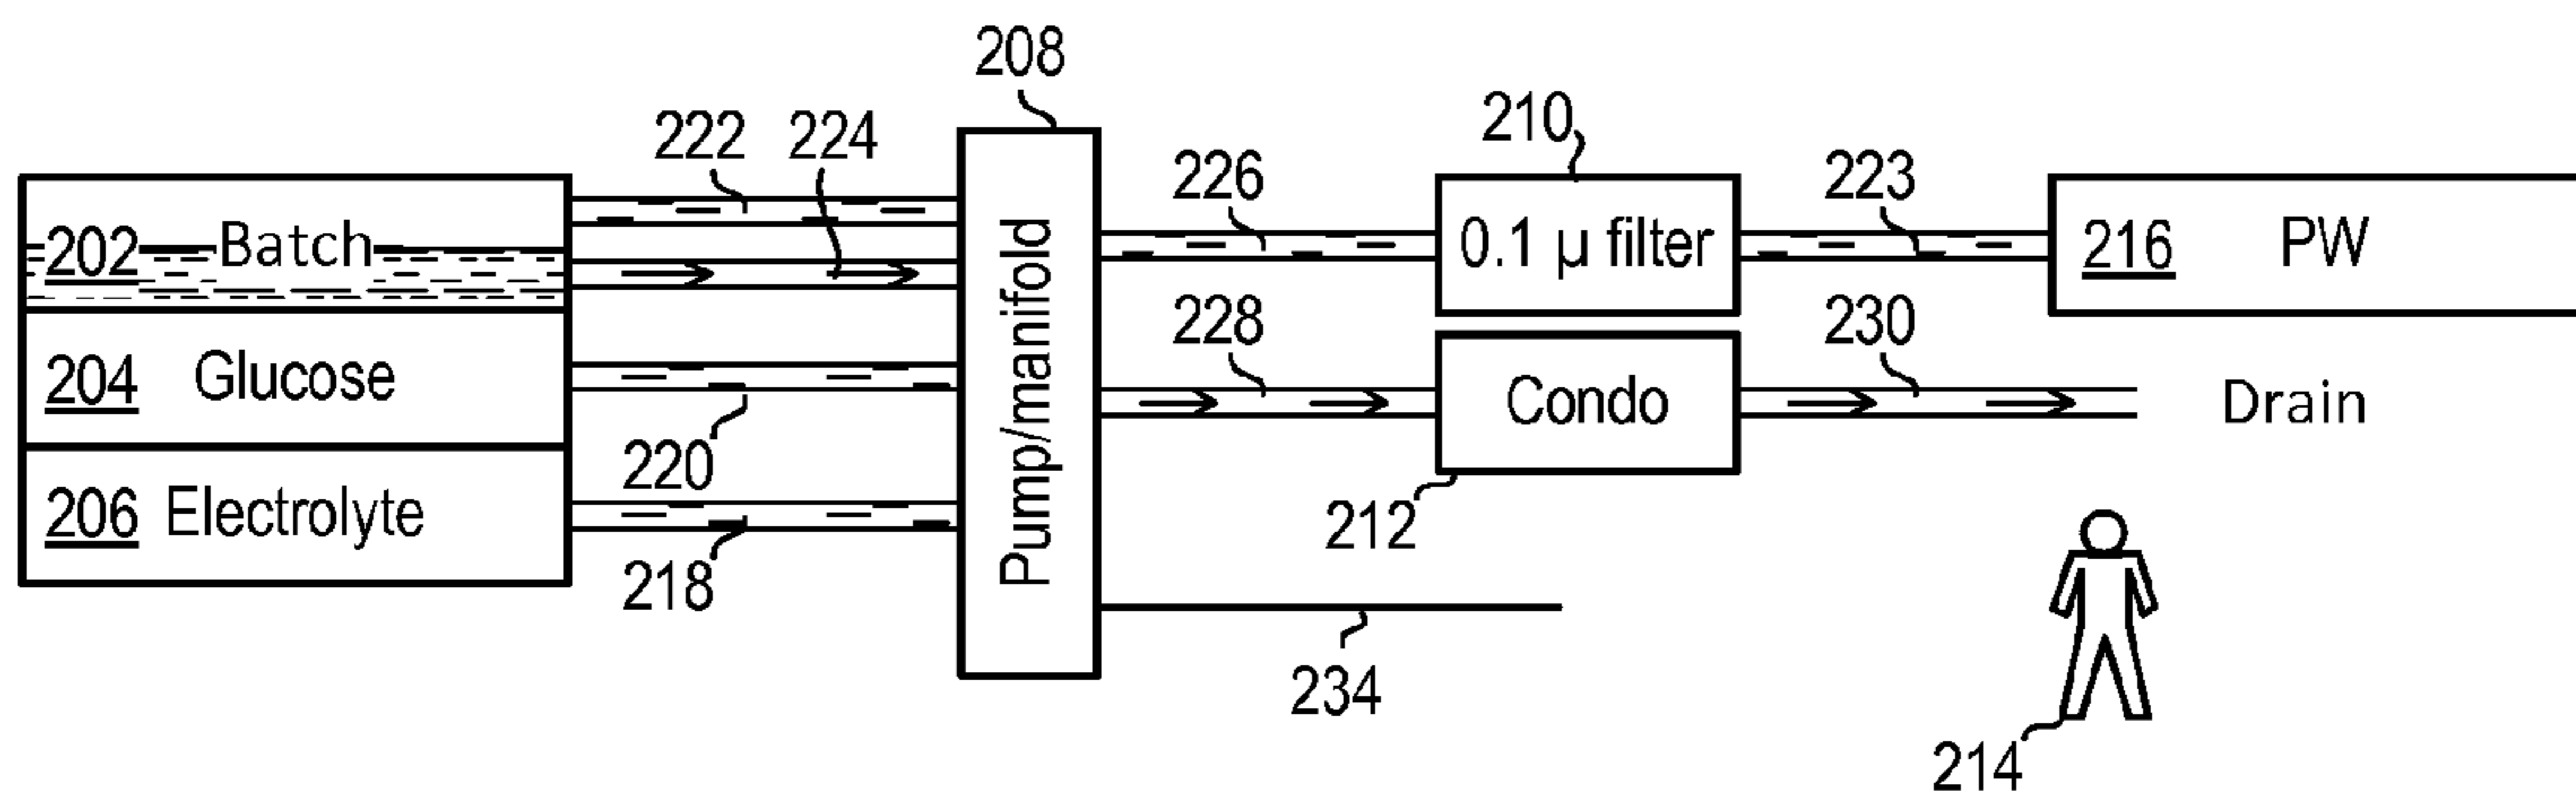 208
222 224
210
226
223
202 Batch
0.1 µ filter
216 PW
Pump/manifold
228
230
204 Glucose
Condo
Drain
220
206 Electrolyte
212
218
234
214